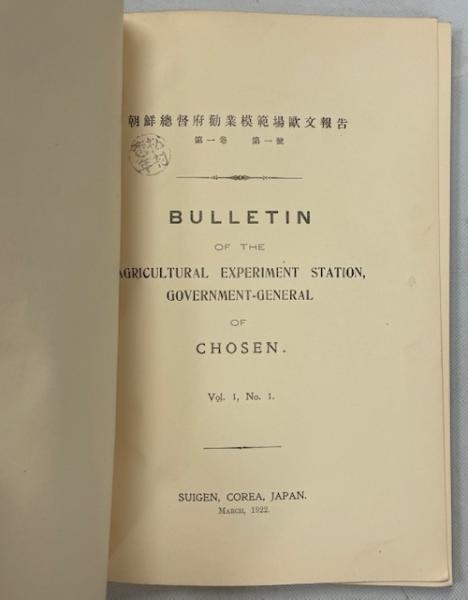 朝鮮總督府勸業模範場歐文報告
第一卷 第一號
BULLETIN
OF THE
AGRICULTURAL EXPERIMENT STATION,
GOVERNMENT-GENERAL
OF
CHOSEN.
Vol. 1, No. 1.
SUIGEN, COREA, JAPAN.
MARCH, 1922.